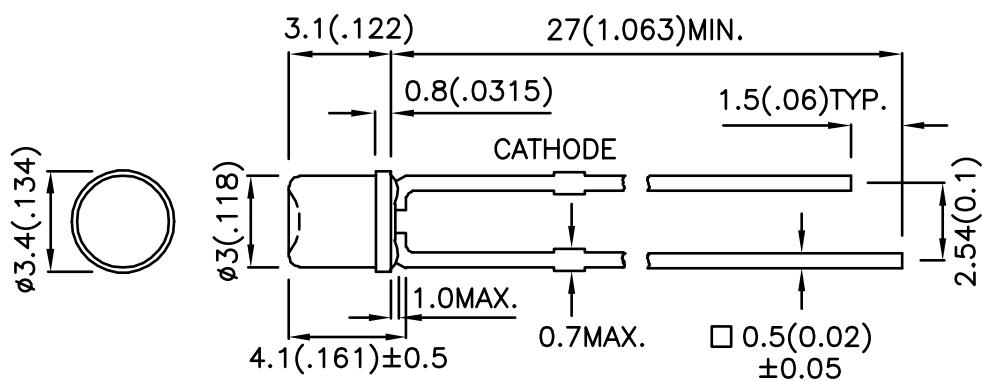 3.1(.122)
27(1.063)MIN.
0.8(.0315)
1.5(.06)TYP.
CATHODE
ø3.4(.134)
ø3(.118)
2.54(0.1)
1.0MAX.
0.7MAX.
□ 0.5(0.02)
±0.05
4.1(.161)±0.5